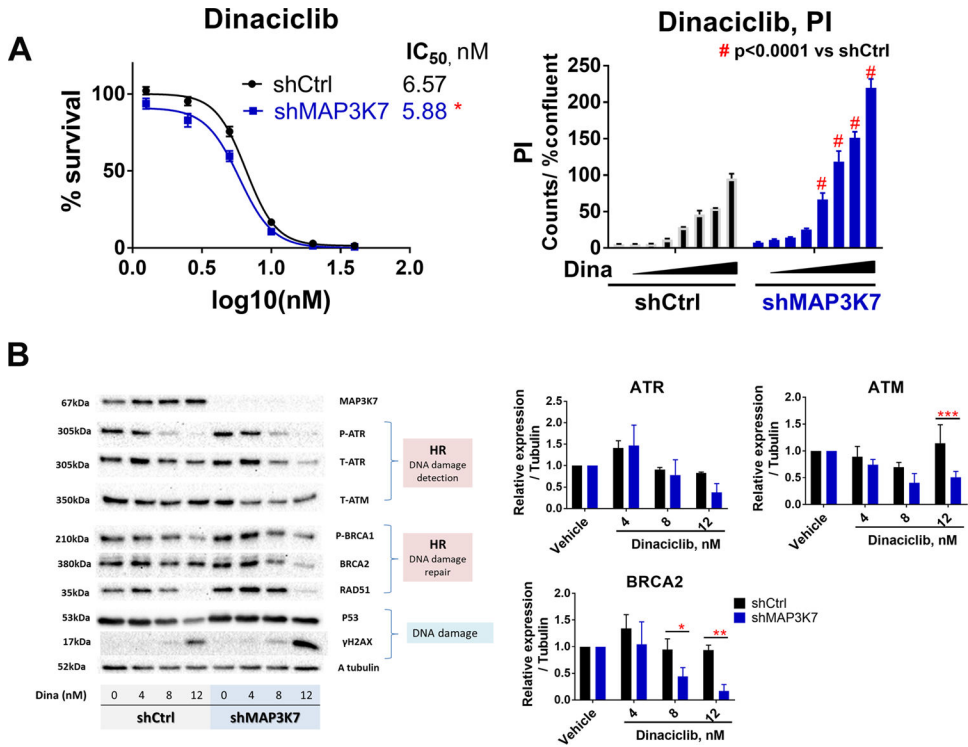 A
Dinaciclib
IC50, nM
shCtrl 6.57
shMAP3K7 5.88 *
% survival
100
50
0
0.0 0.5 1.0 1.5 2.0
log10(nM)
Dinaciclib, PI
# p<0.0001 vs shCtrl
PI
Counts/ %confluent
250
200
150
100
50
0
# # # #
Dina
shCtrl shMAP3K7
B
67kDa MAP3K7
305kDa P-ATR
305kDa T-ATR
350kDa T-ATM
HR
DNA damage
detection
210kDa P-BRCA1
380kDa BRCA2
35kDa RAD51
HR
DNA damage
repair
53kDa P53
17kDa γH2AX
DNA damage
52kDa A tubulin
Dina (nM) 0 4 8 12 0 4 8 12
shCtrl shMAP3K7
ATR
Relative expression
/ Tubulin
2.5
2.0
1.5
1.0
0.5
0.0
Vehicle 4 8 12
Dinaciclib, nM
ATM
Relative expression
/ Tubulin
2.0
1.5
1.0
0.5
0.0
***
Vehicle 4 8 12
Dinaciclib, nM
BRCA2
Relative expression
/ Tubulin
2.0
1.5
1.0
0.5
0.0
* **
Vehicle 4 8 12
Dinaciclib, nM
shCtrl
shMAP3K7